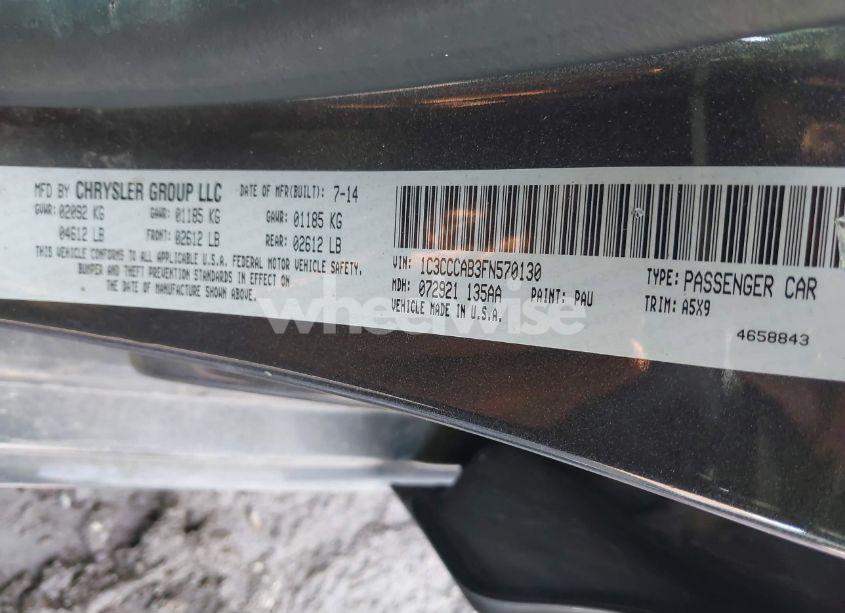 MFD BY CHRYSLER GROUP LLC DATE OF MFR(BUILT): 7-14
GVWR: 02092 KG GAWR: 01185 KG GAWR: 01185 KG
04612 LB FRONT: 02612 LB REAR: 02612 LB
THIS VEHICLE CONFORMS TO ALL APPLICABLE U.S.A. FEDERAL MOTOR VEHICLE SAFETY,
BUMPER AND THEFT PREVENTION STANDARDS IN EFFECT ON
THE DATE OF MANUFACTURE SHOWN ABOVE.
VIN: 1C3CCCAB3FN570130 TYPE: PASSENGER CAR
MDH: 072921 135AA PAINT: PAU TRIM: A5X9
VEHICLE MADE IN U.S.A.
4658843
wheelwise